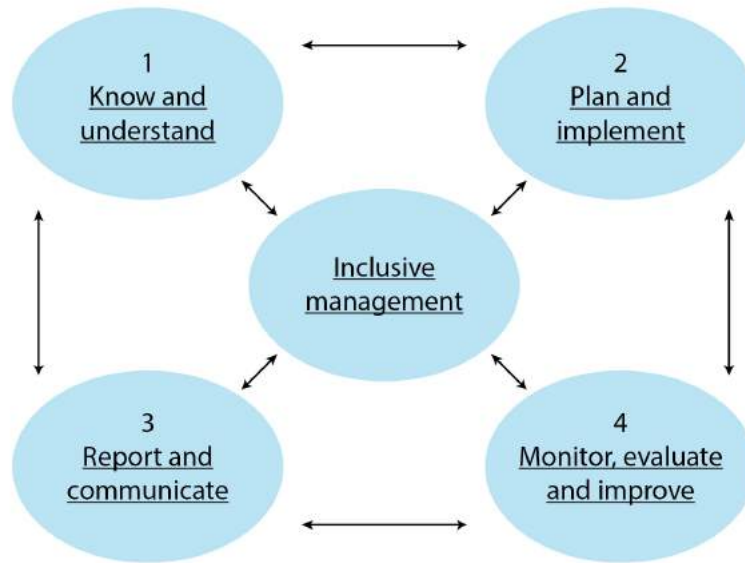 1
Know and
understand
2
Plan and
implement
Inclusive
management
3
Report and
communicate
4
Monitor, evaluate
and improve